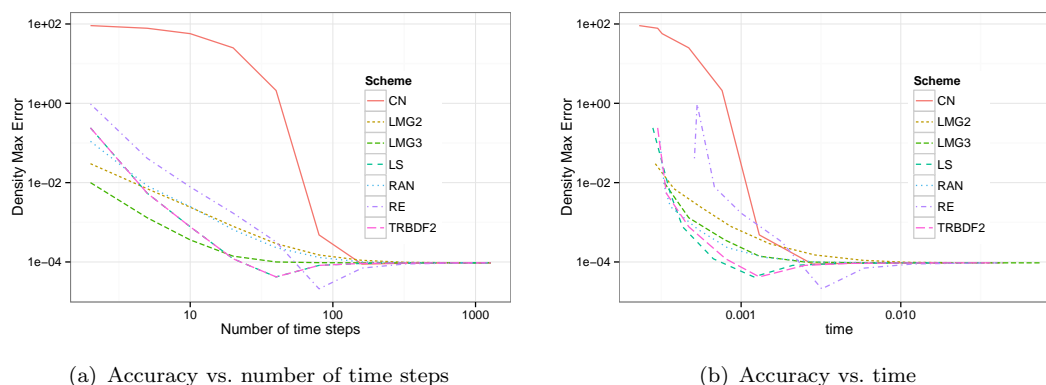 1e+02
1e+00
1e−02
1e−04
Density Max Error
10
100
1000
Number of time steps
Scheme
CN
LMG2
LMG3
LS
RAN
RE
TRBDF2
(a) Accuracy vs. number of time steps
1e+02
1e+00
1e−02
1e−04
Density Max Error
0.001
0.010
time
Scheme
CN
LMG2
LMG3
LS
RAN
RE
TRBDF2
(b) Accuracy vs. time